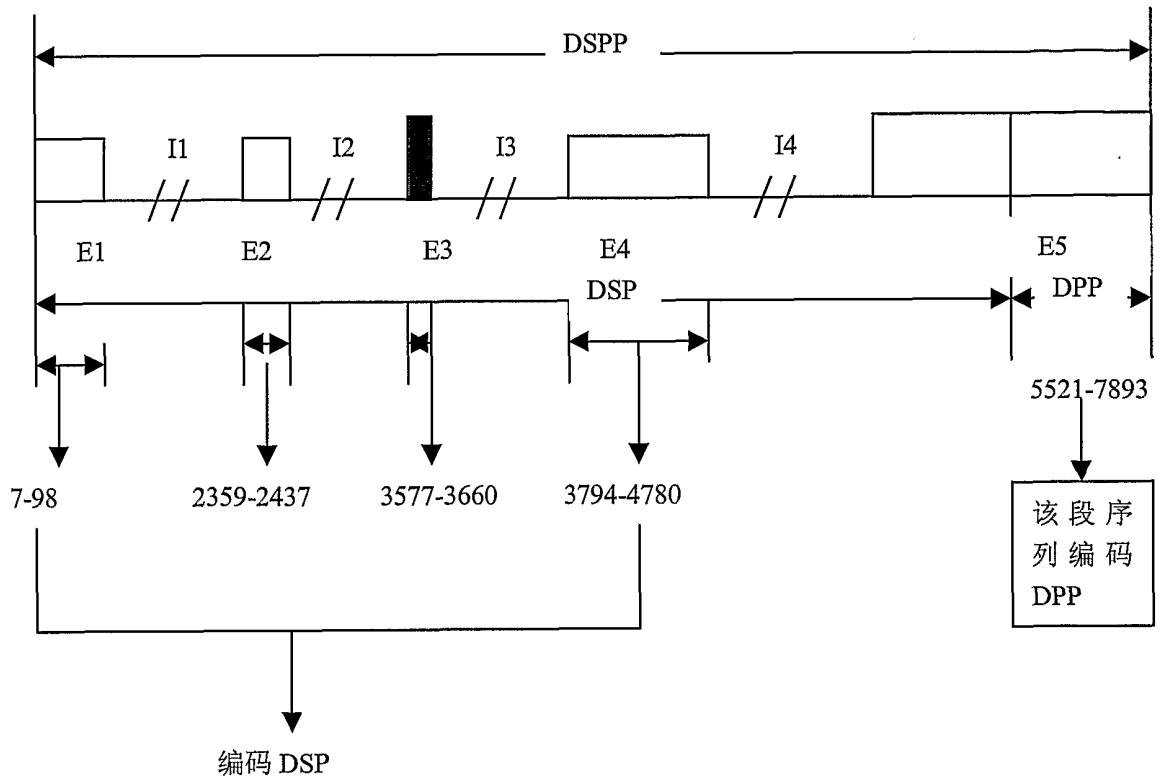 DSPP
I1
I2
I3
I4
E1
E2
E3
E4
E5
DSP
DPP
5521-7893
7-98
2359-2437
3577-3660
3794-4780
该段序
列编码
DPP
编码 DSP